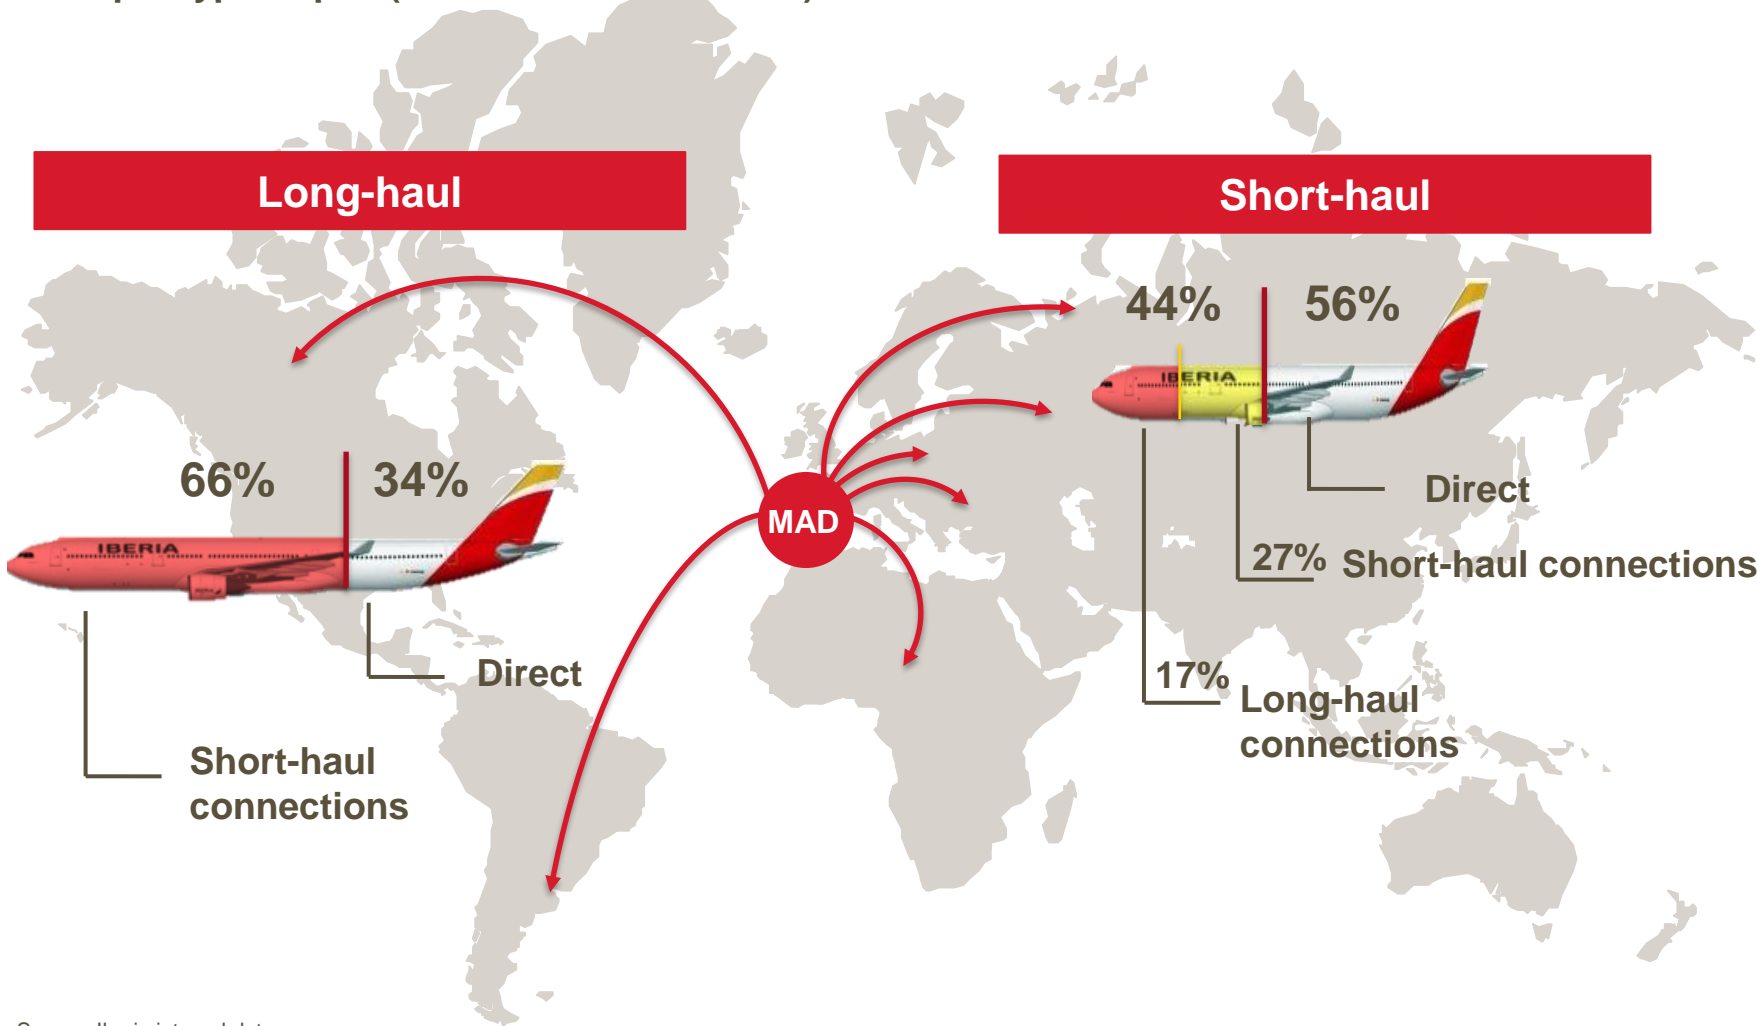 Long-haul
Short-haul
44%
56%
IBERIA
66%
34%
Direct
MAD
IBERIA
27%
Short-haul connections
Direct
17%
Long-haul
connections
Short-haul
connections